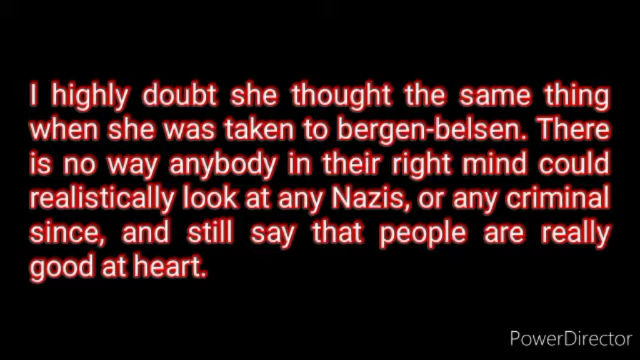 I highly doubt she thought the same thing
when she was taken to bergen-belsen. There
is no way anybody in their right mind could
realistically look at any Nazis, or any criminal
since, and still say that people are really
good at heart.
PowerDirector